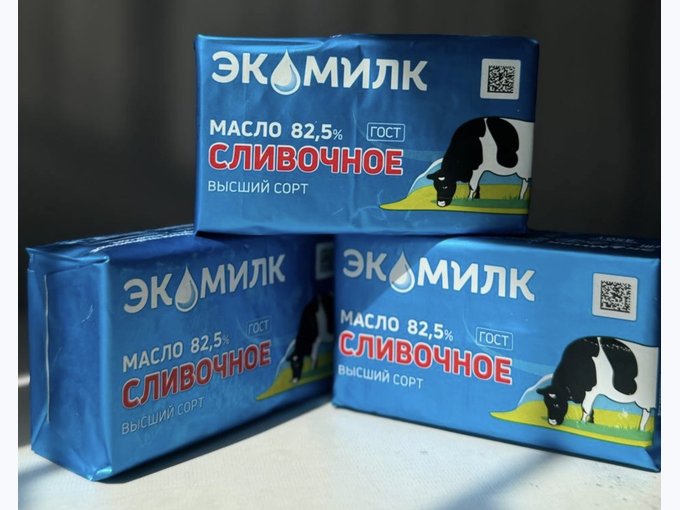 ЭКОМИЛК
МАСЛО 82,5% ГОСТ
СЛИВОЧНОЕ
ВЫСШИЙ СОРТ
ЭКОМИЛК
МАСЛО 82,5% ГОСТ
СЛИВОЧНОЕ
ВЫСШИЙ СОРТ
ЭКОМИЛК
МАСЛО 82,5% ГОСТ
СЛИВОЧНОЕ
ВЫСШИЙ СОРТ